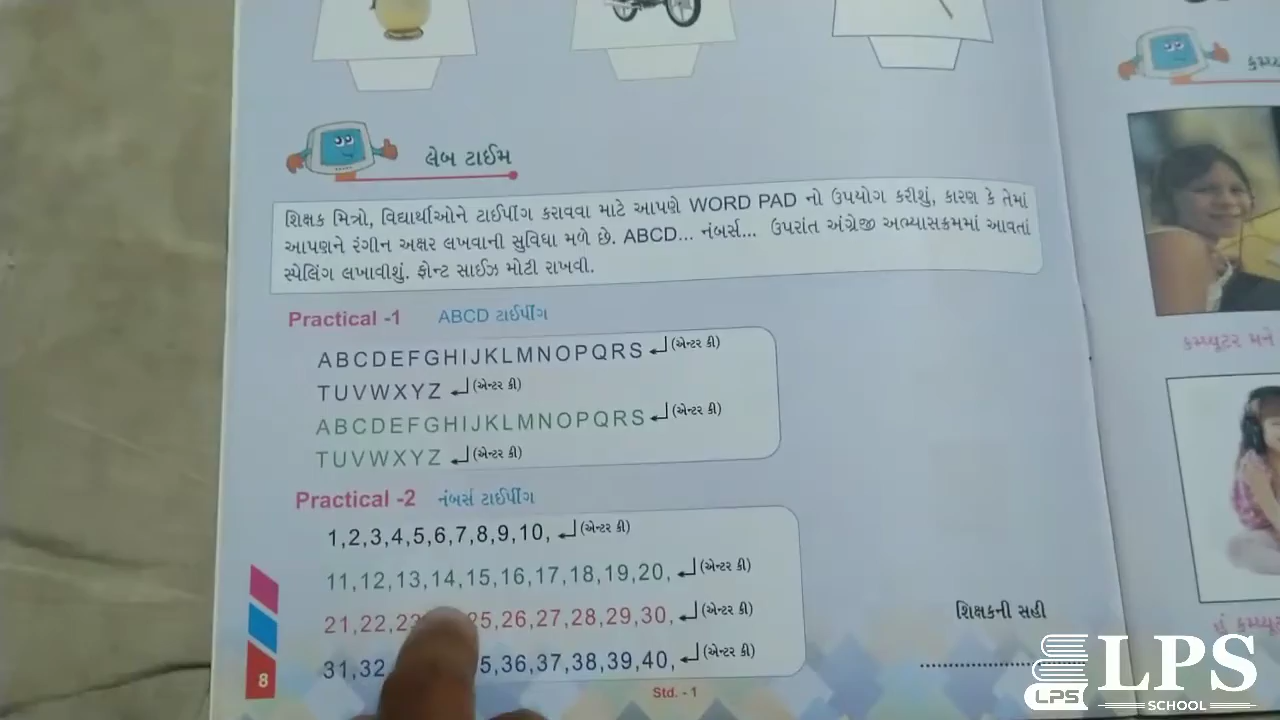 લેબ ટાઈમ
શિક્ષક મિત્રો, વિદ્યાર્થીઓને ટાઈપીંગ કરાવવા માટે આપણે WORD PAD નો ઉપયોગ કરીશું, કારણ કે તેમાં
આપણને રંગીન અક્ષર લખવાની સુવિધા મળે છે. ABCD... નંબર્સ... ઉપરાંત અંગ્રેજી અભ્યાસક્રમમાં આવતાં
સ્પેલિંગ લખાવીશું. ફોન્ટ સાઈઝ મોટી રાખવી.
Practical -1 ABCD ટાઈપીંગ
ABCDEFGHIJKLMNOPQRS (એન્ટર કી)
TUVWXYZ (એન્ટર કી)
ABCDEFGHIJKLMNOPQRS (એન્ટર કી)
TUVWXYZ (એન્ટર કી)
Practical -2 નંબર્સ ટાઈપીંગ
1,2,3,4,5,6,7,8,9,10, (એન્ટર કી)
11,12,13,14,15,16,17,18,19,20, (એન્ટર કી)
21,22, 25,26,27,28,29,30, (એન્ટર કી)
31,32 36,37,38,39,40, (એન્ટર કી)
શિક્ષકની સહી
8
Std. - 1
કમ્પ્યૂટર મને
LPS
LPS
SCHOOL